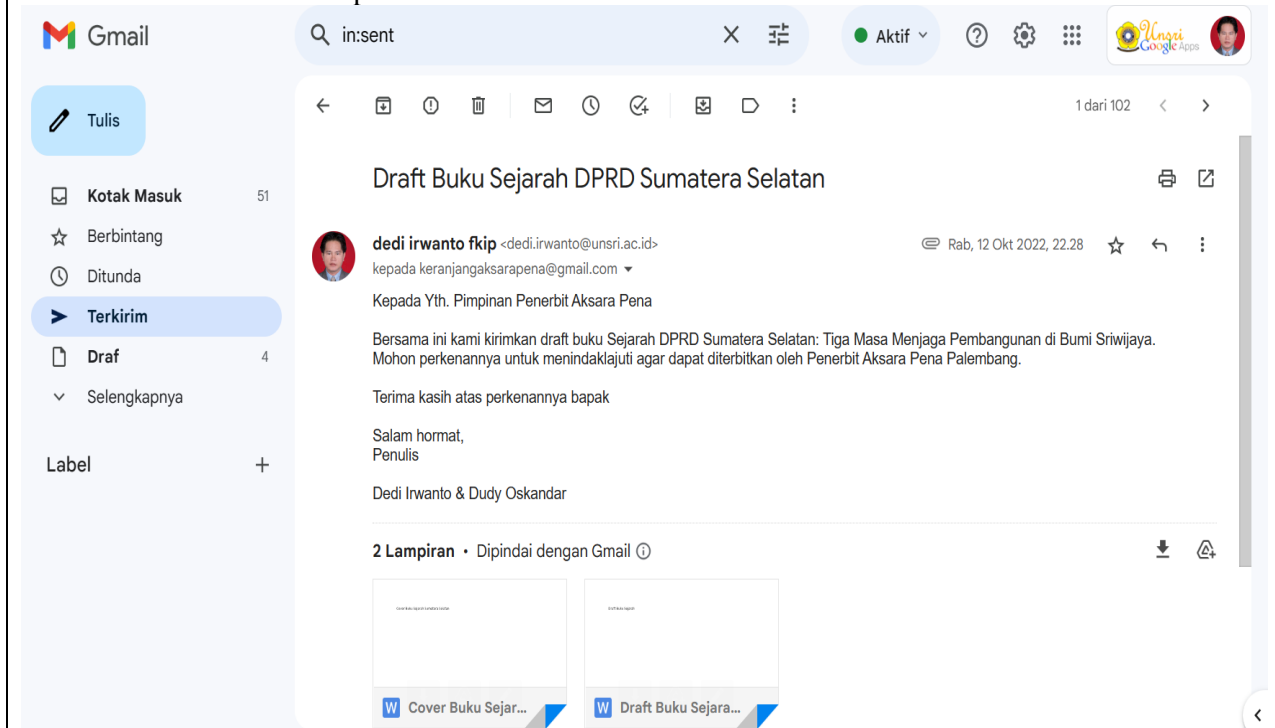 Gmail
in:sent
Aktif
Unsri
Google Apps
Tulis
1 dari 102
Kotak Masuk 51
Berbintang
Ditunda
Terkirim
Draf 4
Selengkapnya
Label
Draft Buku Sejarah DPRD Sumatera Selatan
dedi irwanto fkip <dedi.irwanto@unsri.ac.id>
Rab, 12 Okt 2022, 22.28
kepada keranjangaksarapena@gmail.com
Kepada Yth. Pimpinan Penerbit Aksara Pena
Bersama ini kami kirimkan draft buku Sejarah DPRD Sumatera Selatan: Tiga Masa Menjaga Pembangunan di Bumi Sriwijaya.
Mohon perkenannya untuk menindaklajuti agar dapat diterbitkan oleh Penerbit Aksara Pena Palembang.
Terima kasih atas perkenannya bapak
Salam hormat,
Penulis
Dedi Irwanto & Dudy Oskandar
2 Lampiran • Dipindai dengan Gmail
W Cover Buku Sejar...
W Draft Buku Sejara...